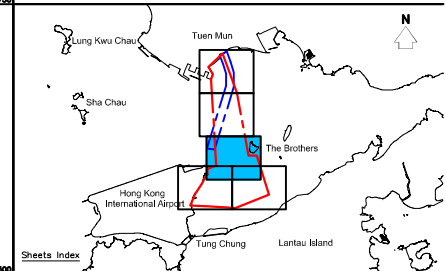 Tuen Mun
N
Lung Kwu Chau
Sha Chau
The Brothers
Hong Kong
International Airport
Tung Chung
Lantau Island
Sheets Index